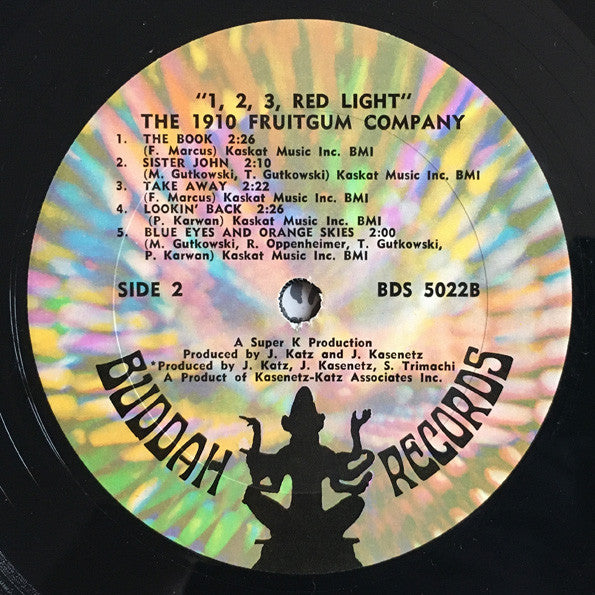 "1, 2, 3, RED LIGHT"
THE 1910 FRUITGUM COMPANY
1. THE BOOK 2:26
(F. Marcus) Kaskat Music Inc. BMI
2. SISTER JOHN 2:10
(M. Gutkowski, T. Gutkowski) Kaskat Music Inc. BMI
3. TAKE AWAY 2:22
(F. Marcus) Kaskat Music Inc. BMI
4. LOOKIN' BACK 2:26
(P. Karwan) Kaskat Music Inc. BMI
5. BLUE EYES AND ORANGE SKIES 2:00
(M. Gutkowski, R. Oppenheimer, T. Gutkowski,
P. Karwan) Kaskat Music Inc. BMI
SIDE 2 BDS 5022B
A Super K Production
Produced by J. Katz and J. Kasenetz
*Produced by J. Katz, J. Kasenetz, S. Trimachi
A Product of Kasenetz-Katz Associates Inc.
BUDDAH RECORDS